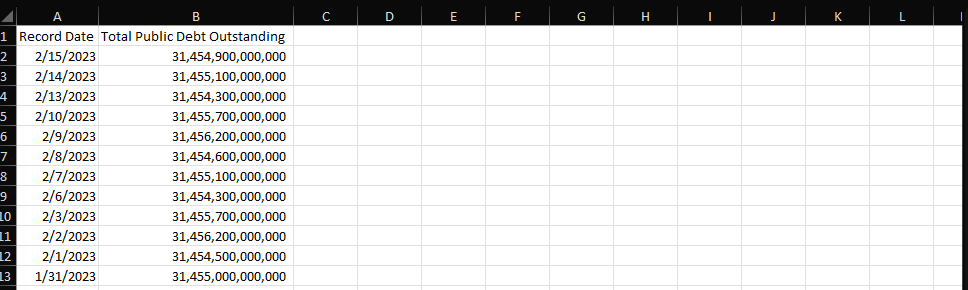 A B C D E F G H I J K L
1 Record Date Total Public Debt Outstanding
2 2/15/2023 31,454,900,000,000
3 2/14/2023 31,455,100,000,000
4 2/13/2023 31,454,300,000,000
5 2/10/2023 31,455,700,000,000
6 2/9/2023 31,456,200,000,000
7 2/8/2023 31,454,600,000,000
8 2/7/2023 31,455,100,000,000
9 2/6/2023 31,454,300,000,000
10 2/3/2023 31,455,700,000,000
11 2/2/2023 31,456,200,000,000
12 2/1/2023 31,454,500,000,000
13 1/31/2023 31,455,000,000,000